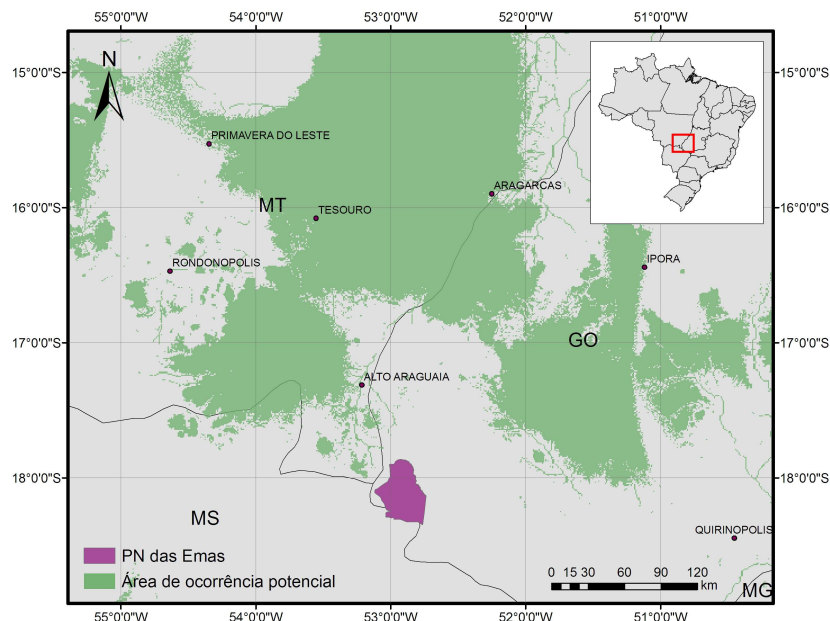 55°0'0"W 54°0'0"W 53°0'0"W 52°0'0"W 51°0'0"W
N
15°0'0"S 15°0'0"S
PRIMAVERA DO LESTE
ARAGARCAS
MT
TESOURO
16°0'0"S 16°0'0"S
RONDONOPOLIS
IPORA
GO
17°0'0"S 17°0'0"S
ALTO ARAGUAIA
18°0'0"S 18°0'0"S
MS
QUIRINOPOLIS
PN das Emas
Área de ocorrência potencial
0 15 30 60 90 120
km
MG
55°0'0"W 54°0'0"W 53°0'0"W 52°0'0"W 51°0'0"W